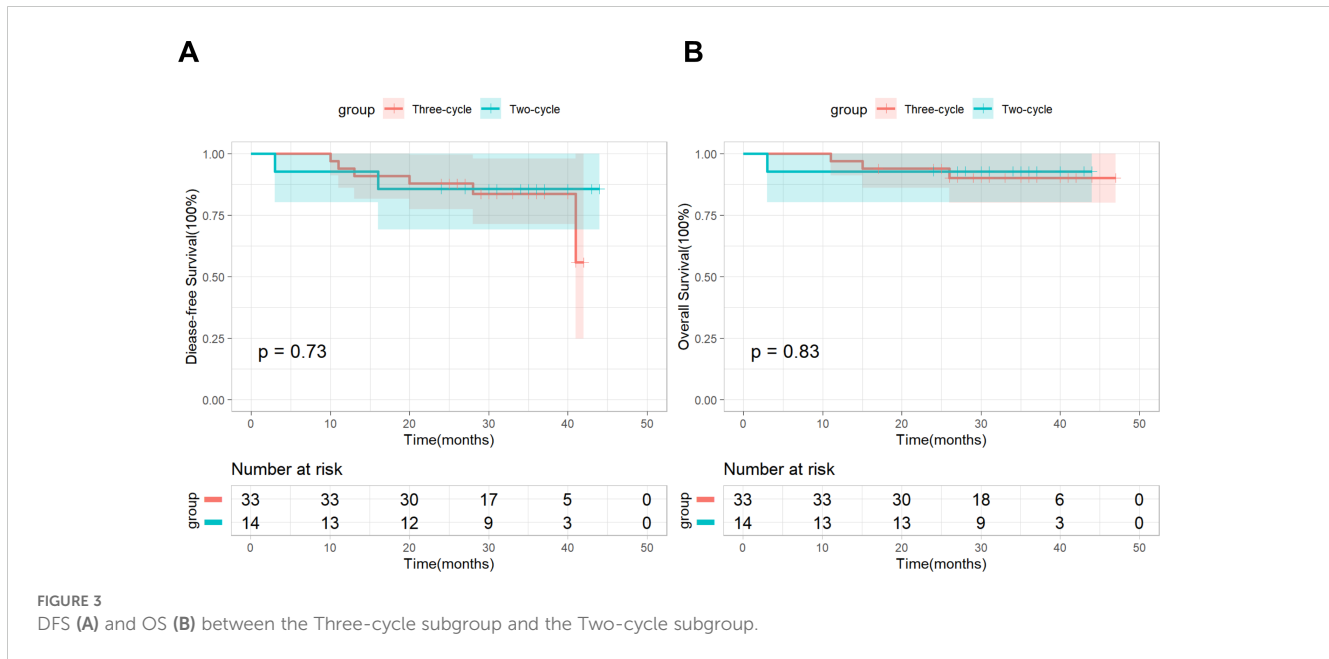 A
group Three-cycle Two-cycle
1.00
0.75
0.50
0.25
0.00
Diease-free Survival(100%)
p = 0.73
0 10 20 30 40 50
Time(months)
Number at risk
group
33 33 30 17 5 0
14 13 12 9 3 0
0 10 20 30 40 50
Time(months)
B
group Three-cycle Two-cycle
1.00
0.75
0.50
0.25
0.00
Overall Survival(100%)
p = 0.83
0 10 20 30 40 50
Time(months)
Number at risk
group
33 33 30 18 6 0
14 13 13 9 3 0
0 10 20 30 40 50
Time(months)
FIGURE 3
DFS (A) and OS (B) between the Three-cycle subgroup and the Two-cycle subgroup.